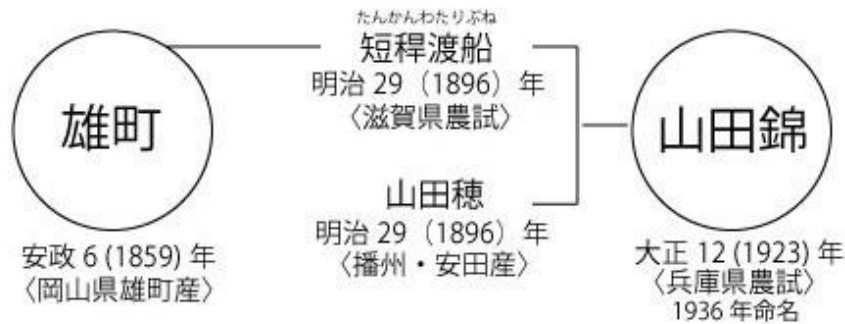 雄町
安政 6 (1859) 年
〈岡山県雄町産〉
たんかんわたりぶね
短稈渡船
明治 29（1896）年
〈滋賀県農試〉
山田穂
明治 29（1896）年
〈播州・安田産〉
山田錦
大正 12 (1923) 年
〈兵庫県農試〉
1936 年命名